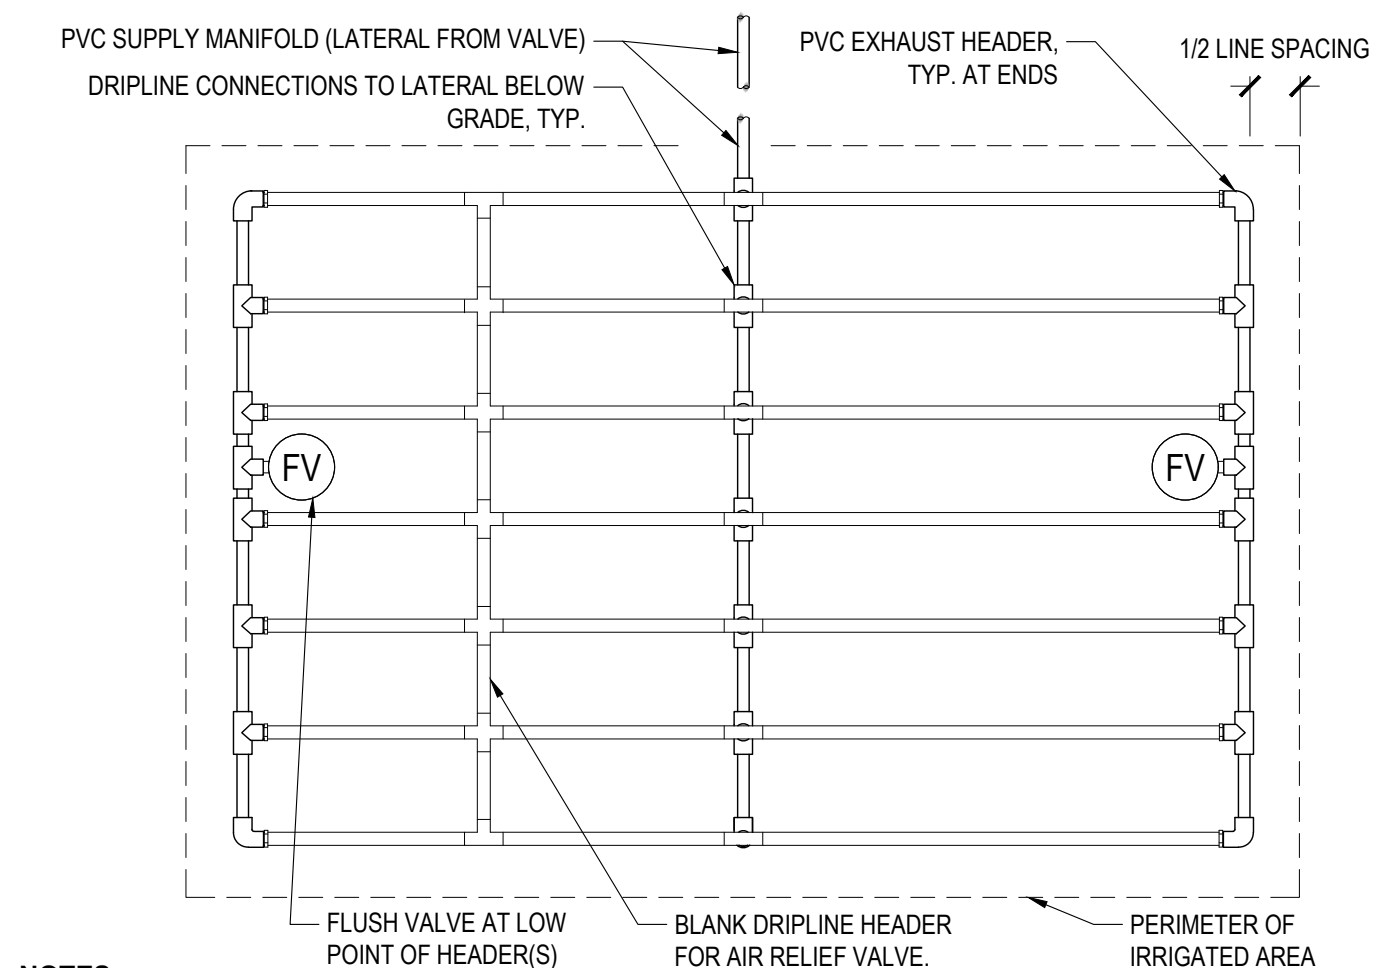 PVC SUPPLY MANIFOLD (LATERAL FROM VALVE)
DRIPLINE CONNECTIONS TO LATERAL BELOW
GRADE, TYP.
PVC EXHAUST HEADER,
TYP. AT ENDS
1/2 LINE SPACING
FV
FV
FLUSH VALVE AT LOW
POINT OF HEADER(S)
BLANK DRIPLINE HEADER
FOR AIR RELIEF VALVE.
PERIMETER OF
IRRIGATED AREA
NOTES